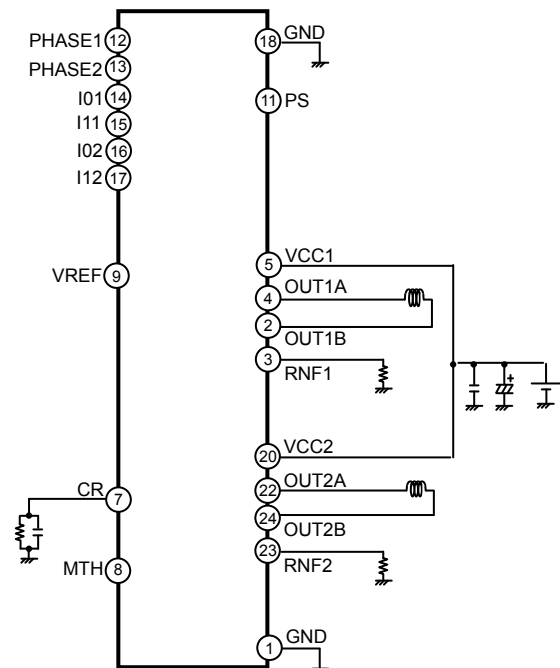 PHASE1 12
PHASE2 13
I01 14
I11 15
I02 16
I12 17
VREF 9
CR 7
MTH 8
18 GND
11 PS
5 VCC1
4 OUT1A
2 OUT1B
3 RNF1
20 VCC2
22 OUT2A
24 OUT2B
23 RNF2
1 GND
+